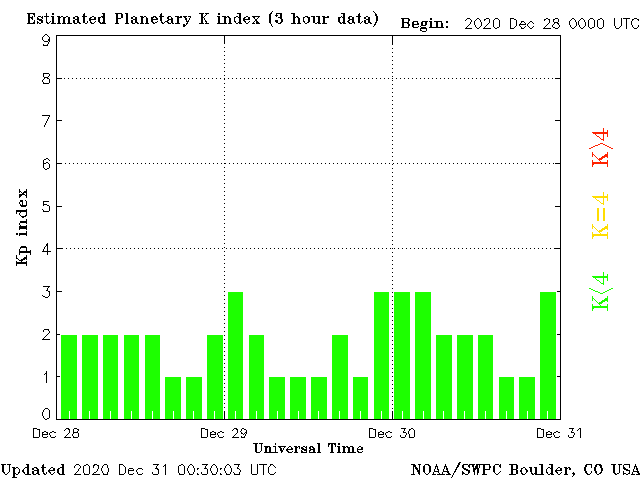 Estimated Planetary K index (3 hour data) Begin: 2020 Dec 28 0000 UTC
9
8
7
6
5
4
3
2
1
0
Kp index
K>4
K=4
K<4
Dec 28 Dec 29 Dec 30 Dec 31
Universal Time
Updated 2020 Dec 31 00:30:03 UTC NOAA/SWPC Boulder, CO USA